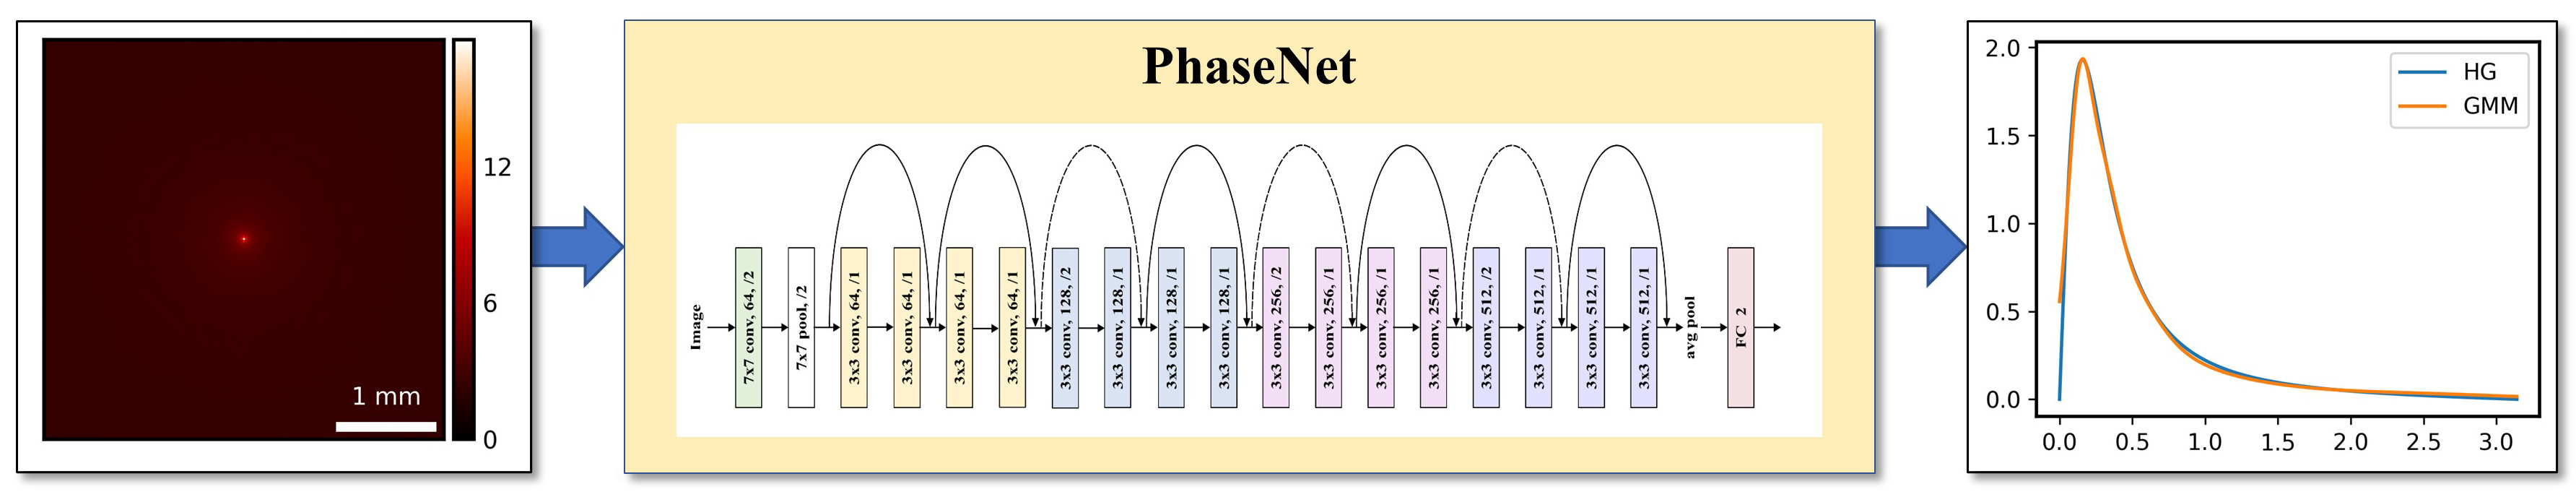 12
6
0
1 mm
PhaseNet
Image
7x7 conv, 64, /2
7x7 pool, /2
3x3 conv, 64, /1
3x3 conv, 64, /1
3x3 conv, 64, /1
3x3 conv, 64, /1
3x3 conv, 128, /2
3x3 conv, 128, /1
3x3 conv, 128, /1
3x3 conv, 128, /1
3x3 conv, 256, /2
3x3 conv, 256, /1
3x3 conv, 256, /1
3x3 conv, 256, /1
3x3 conv, 512, /2
3x3 conv, 512, /1
3x3 conv, 512, /1
3x3 conv, 512, /1
avg pool
FC 2
HG
GMM
2.0
1.5
1.0
0.5
0.0
0.0 0.5 1.0 1.5 2.0 2.5 3.0